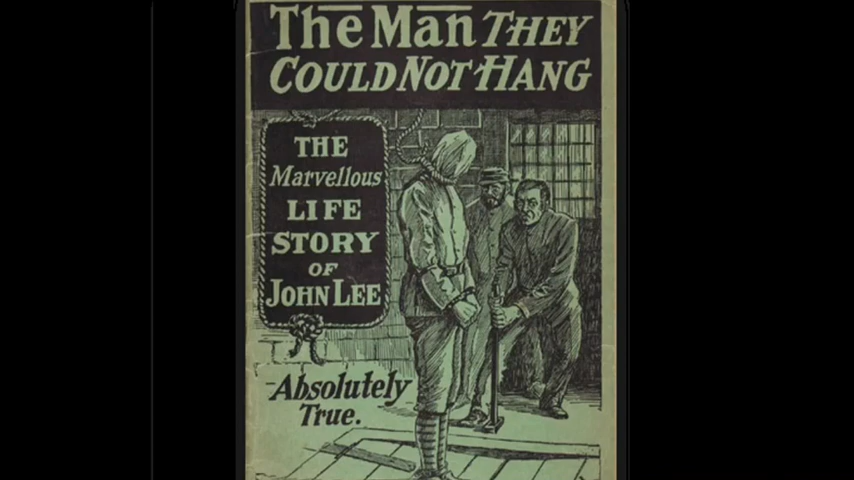 The Man THEY
COULD NOT HANG
THE
Marvellous
LIFE
STORY
OF
JOHN LEE
Absolutely
True.